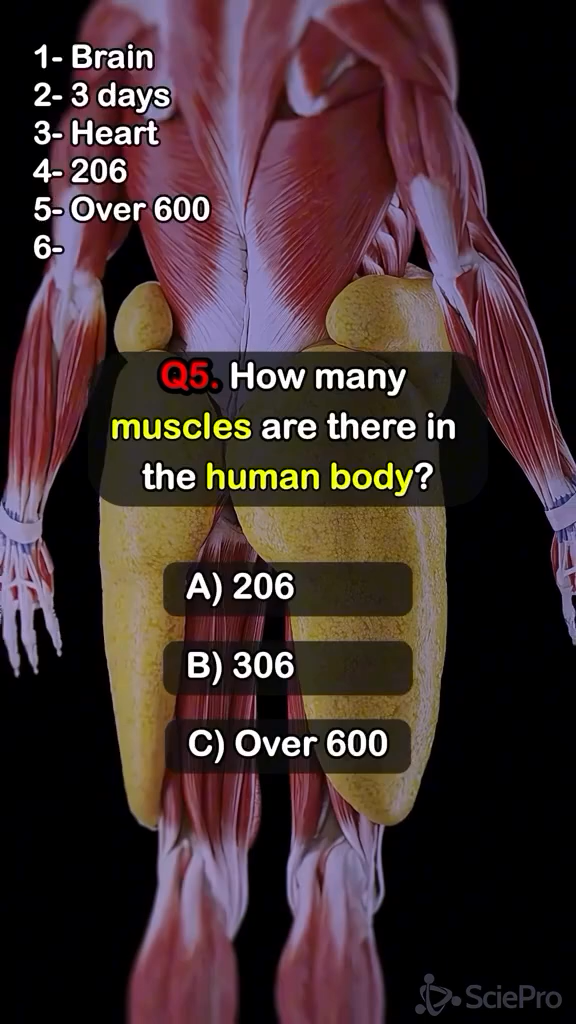 1- Brain
2- 3 days
3- Heart
4- 206
5- Over 600
6-
Q5. How many
muscles are there in
the human body?
A) 206
B) 306
C) Over 600
SciePro